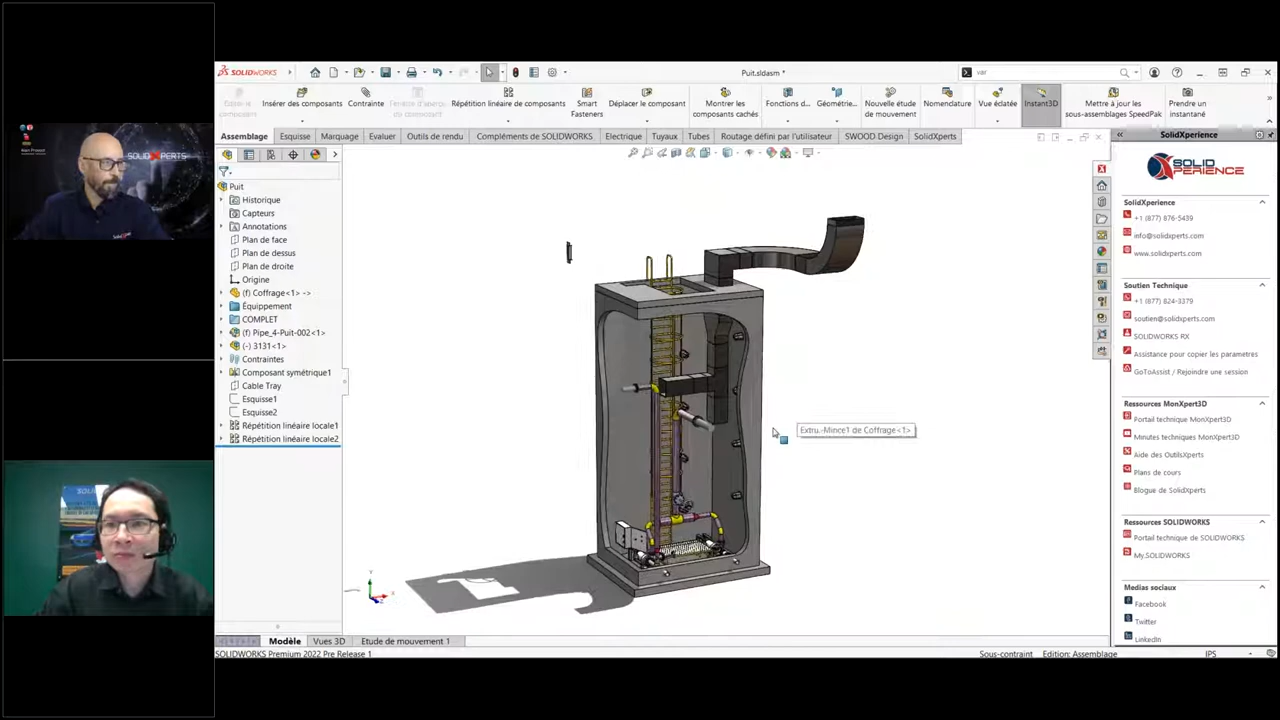 SOLIDXPERTS
SOLIDWORKS
Puit.sldasm *
var
Insérer des composants
Contrainte
Répétition linéaire de composants
Smart
Fasteners
Déplacer le composant
Montrer les
composants cachés
Fonctions d...
Géométrie...
Nouvelle étude
de mouvement
Nomenclature
Vue éclatée
Instant3D
Mettre à jour les
sous-assemblages SpeedPak
Prendre un
instantané
Assemblage
Esquisse
Marquage
Evaluer
Outils de rendu
Compléments de SOLIDWORKS
Electrique
Tuyaux
Tubes
Routage défini par l'utilisateur
SWOOD Design
SolidXperts
Puit
Historique
Capteurs
Annotations
Plan de face
Plan de dessus
Plan de droite
Origine
(f) Coffrage<1> ->
Équippement
COMPLET
(f) Pipe_4-Puit-002<1>
(-) 3131<1>
Contraintes
Composant symétrique1
Cable Tray
Esquisse1
Esquisse2
Répétition linéaire locale1
Répétition linéaire locale2
Extru.-Mince1 de Coffrage<1>
SolidXperience
SOLID
XPERIENCE
SolidXperience
+1 (877) 876-5439
info@solidxperts.com
www.solidxperts.com
Soutien Technique
+1 (877) 824-3379
soutien@solidxperts.com
SOLIDWORKS RX
Assistance pour copier les parametres
GoToAssist / Rejoindre une session
Ressources MonXpert3D
Portail technique MonXpert3D
Minutes techniques MonXpert3D
Aide des OutilsXperts
Plans de cours
Blogue de SolidXperts
Ressources SOLIDWORKS
Portail technique de SOLIDWORKS
My.SOLIDWORKS
Medias sociaux
Facebook
Twitter
LinkedIn
Modèle
Vues 3D
Etude de mouvement 1
SOLIDWORKS Premium 2022 Pre Release 1
Sous-contraint
Edition: Assemblage
IPS